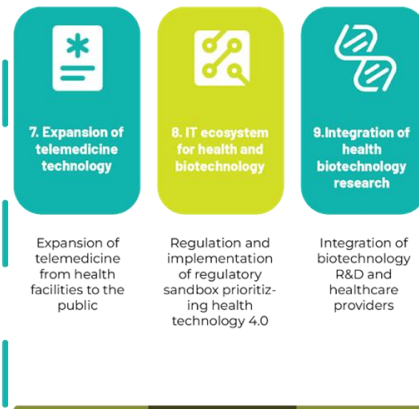 7. Expansion of
telemedicine
technology
8. IT ecosystem
for health and
biotechnology
9.Integration of
health
biotechnology
research
Expansion of
telemedicine
from health
facilities to the
public
Regulation and
implementation
of regulatory
sandbox prioritiz-
ing health
technology 4.0
Integration of
biotechnology
R&D and
healthcare
providers